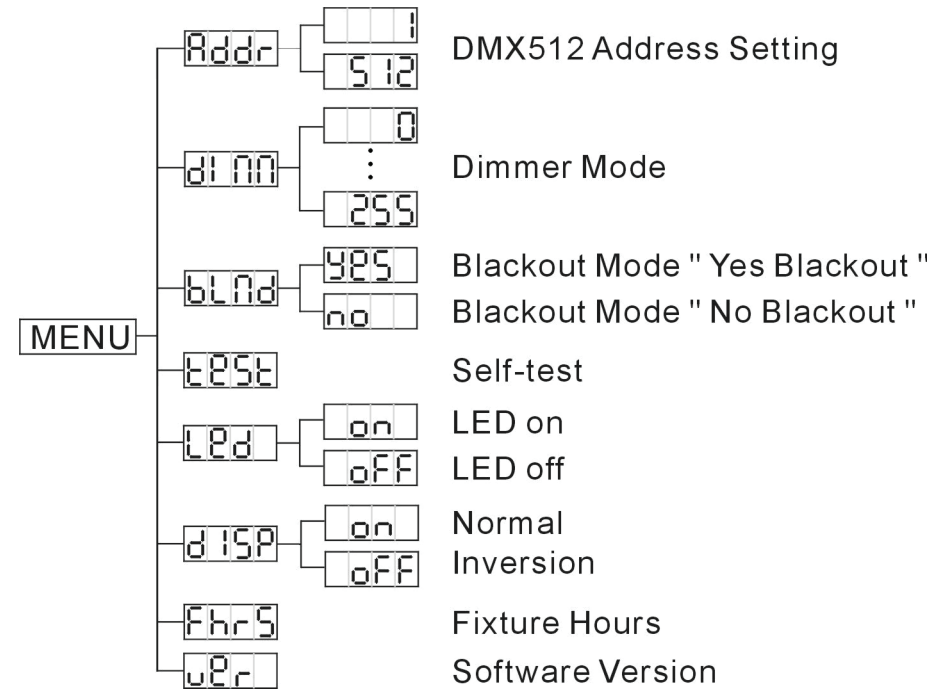 Addr
1
512
DMX512 Address Setting
diMM
0
255
Dimmer Mode
bLMd
yes
Blackout Mode " Yes Blackout "
no
Blackout Mode " No Blackout "
MENU
test
Self-test
Led
on
LED on
oFF
LED off
diSP
on
Normal
oFF
Inversion
FhrS
Fixture Hours
ver
Software Version